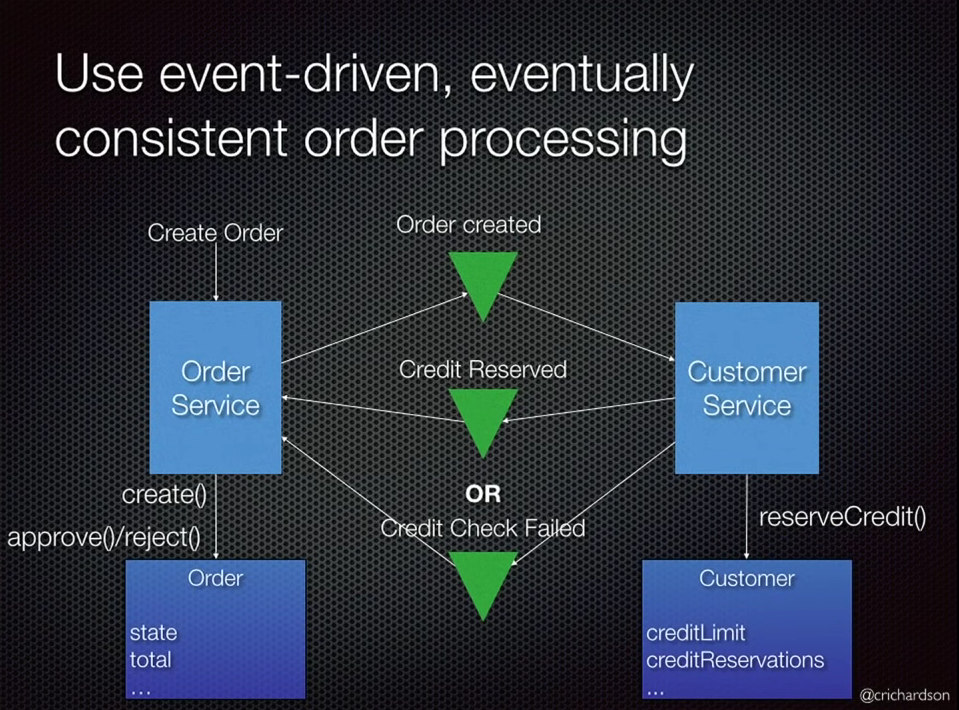 Use event-driven, eventually
consistent order processing
Create Order
Order created
Order
Service
Credit Reserved
Customer
Service
OR
Credit Check Failed
create()
approve()/reject()
reserveCredit()
Order
state
total
...
Customer
creditLimit
creditReservations
...
@crichardson